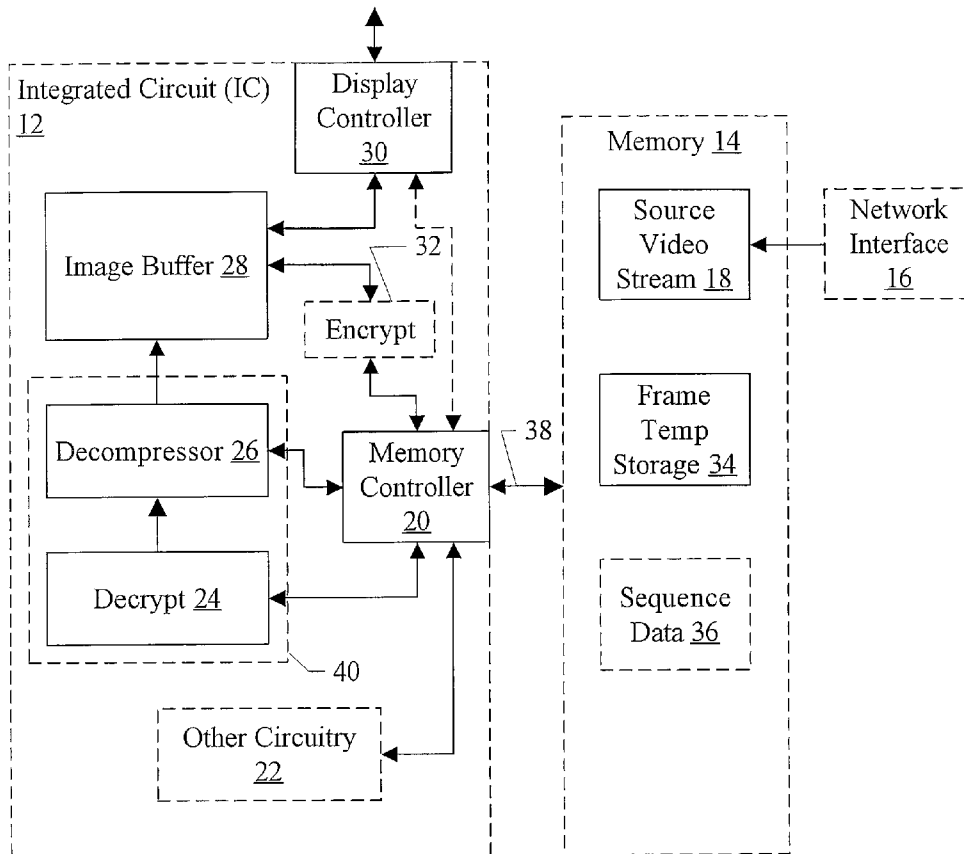 Integrated Circuit (IC)
12
Display
Controller
30
Memory 14
Image Buffer 28
32
Source
Video
Stream 18
Network
Interface
16
Encrypt
Decompressor 26
Memory
Controller
20
38
Frame
Temp
Storage 34
Decrypt 24
40
Sequence
Data 36
Other Circuitry
22